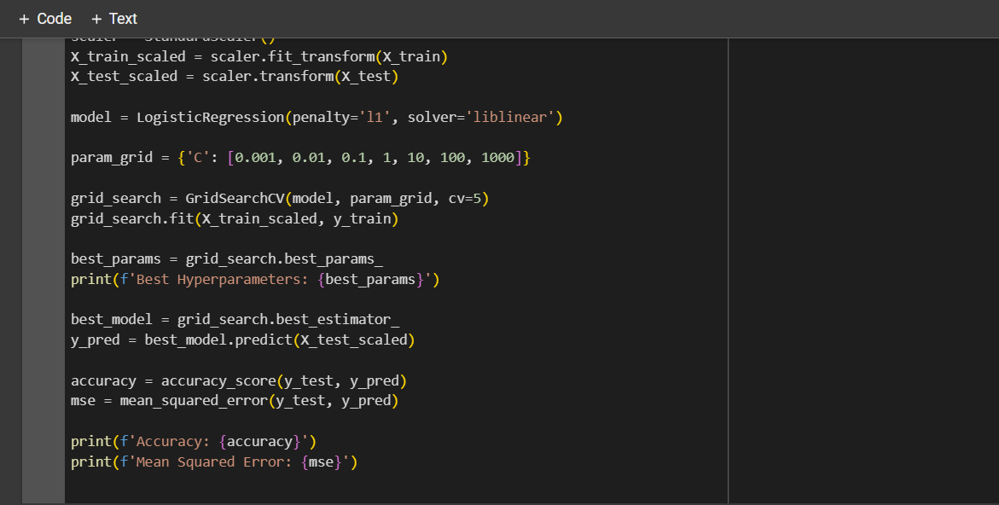 + Code + Text
scaler = StandardScaler()
X_train_scaled = scaler.fit_transform(X_train)
X_test_scaled = scaler.transform(X_test)
model = LogisticRegression(penalty='l1', solver='liblinear')
param_grid = {'C': [0.001, 0.01, 0.1, 1, 10, 100, 1000]}
grid_search = GridSearchCV(model, param_grid, cv=5)
grid_search.fit(X_train_scaled, y_train)
best_params = grid_search.best_params_
print(f'Best Hyperparameters: {best_params}')
best_model = grid_search.best_estimator_
y_pred = best_model.predict(X_test_scaled)
accuracy = accuracy_score(y_test, y_pred)
mse = mean_squared_error(y_test, y_pred)
print(f'Accuracy: {accuracy}')
print(f'Mean Squared Error: {mse}')